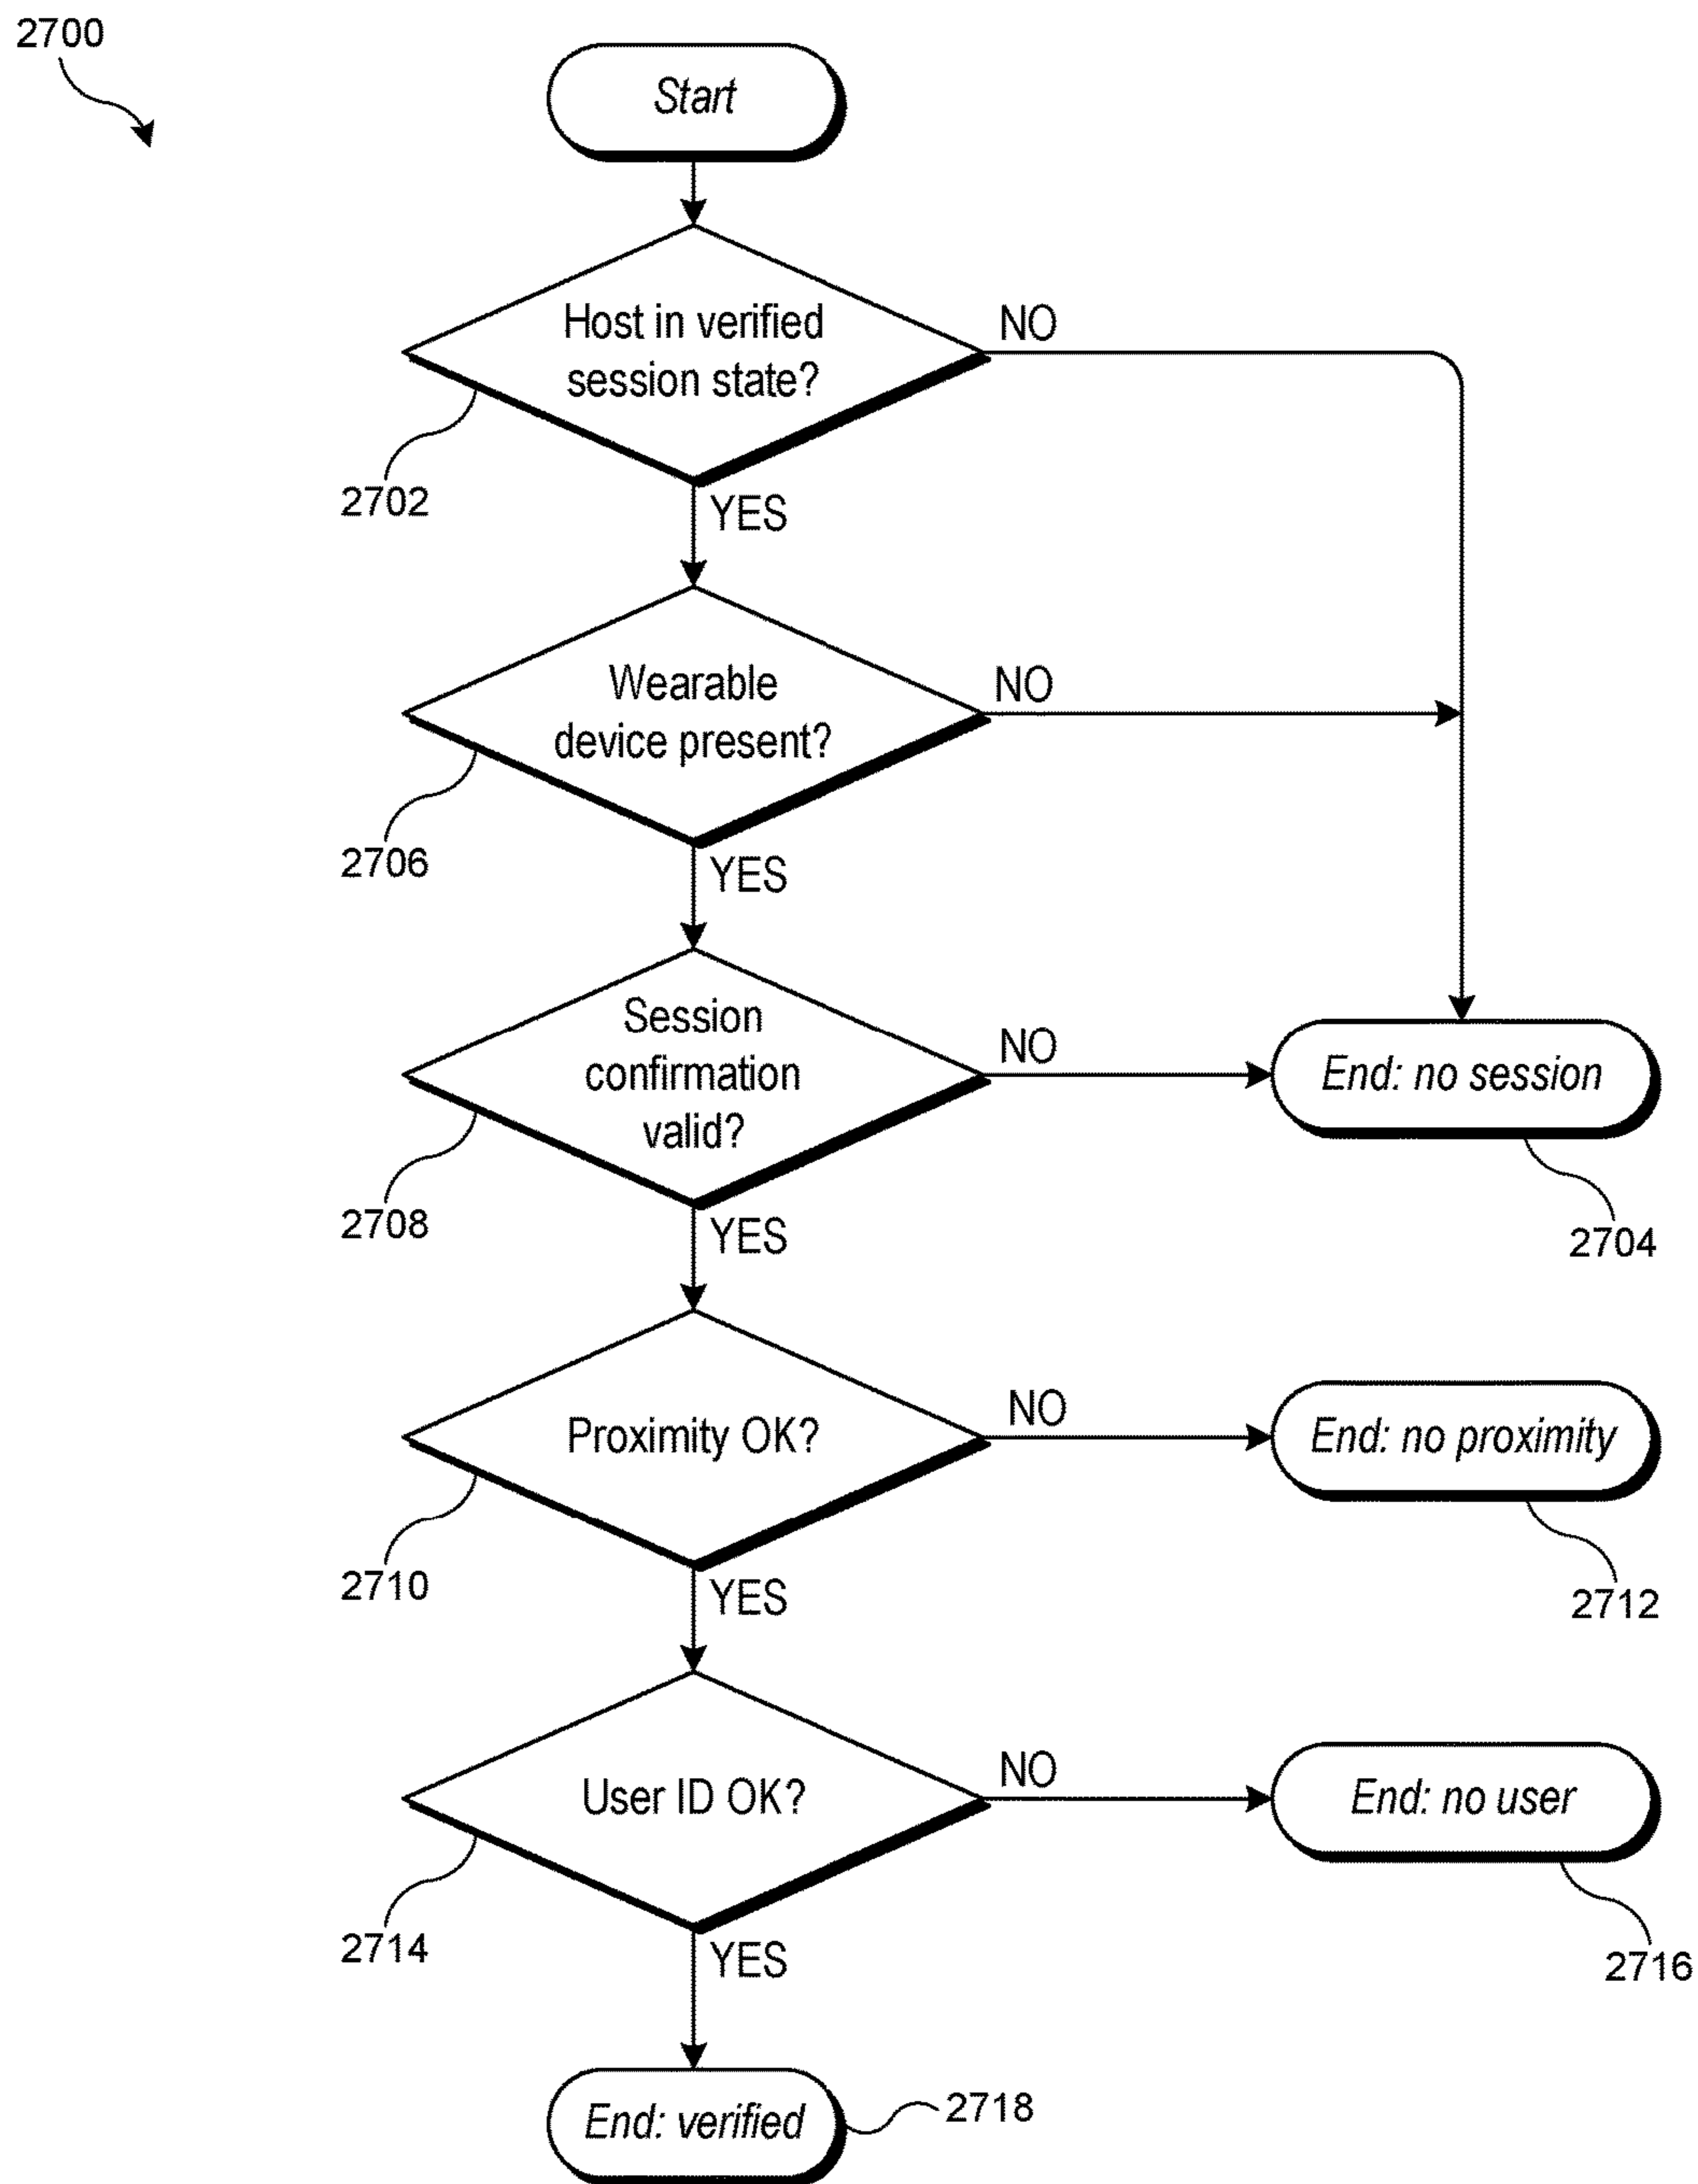 2700
Start
Host in verified
session state?
NO
2702
YES
Wearable
device present?
NO
2706
YES
Session
confirmation
valid?
NO
End: no session
2708
YES
2704
Proximity OK?
NO
End: no proximity
2710
YES
2712
User ID OK?
NO
End: no user
2714
YES
2716
End: verified
2718